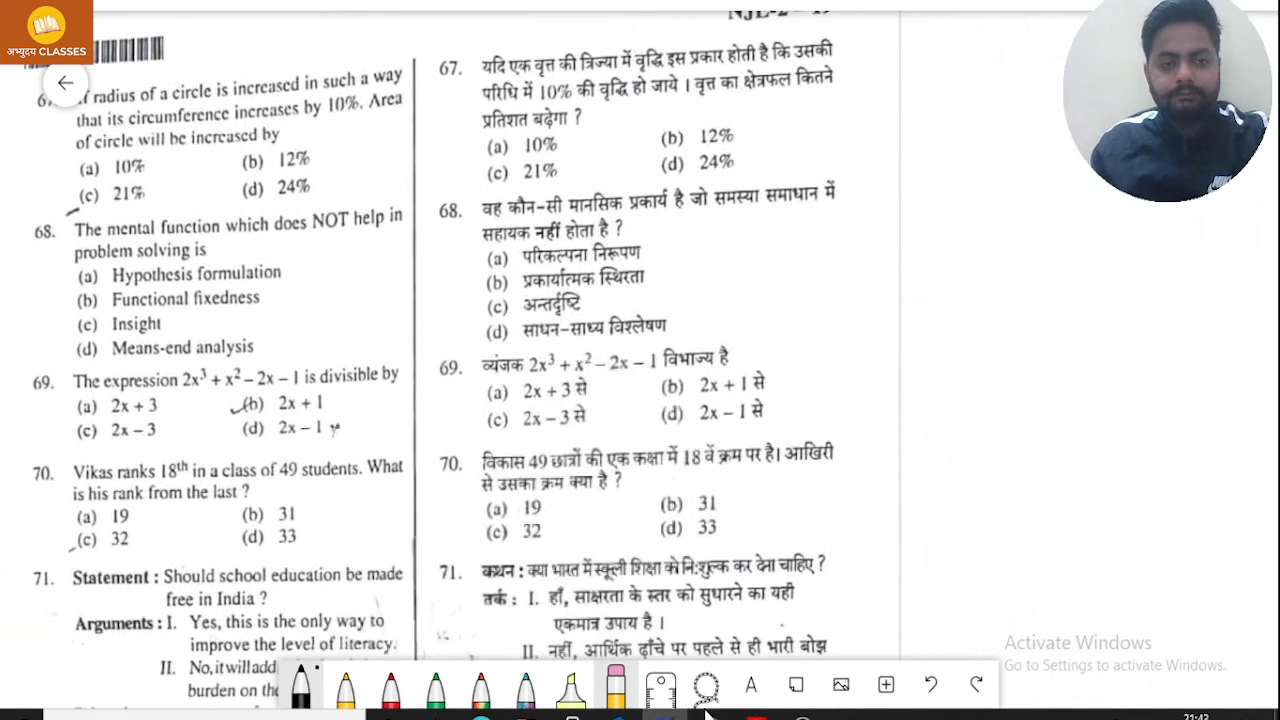 अभ्युदय CLASSES
radius of a circle is increased in such a way
that its circumference increases by 10%. Area
of circle will be increased by
(a) 10% (b) 12%
(c) 21% (d) 24%
68. The mental function which does NOT help in
problem solving is
(a) Hypothesis formulation
(b) Functional fixedness
(c) Insight
(d) Means-end analysis
69. The expression 2x³ + x² – 2x – 1 is divisible by
(a) 2x + 3 (b) 2x + 1
(c) 2x – 3 (d) 2x – 1
70. Vikas ranks 18th in a class of 49 students. What
is his rank from the last ?
(a) 19 (b) 31
(c) 32 (d) 33
71. Statement : Should school education be made
free in India ?
Arguments : I. Yes, this is the only way to
improve the level of literacy.
II. No, it will add
burden on the
67. यदि एक वृत्त की त्रिज्या में वृद्धि इस प्रकार होती है कि उसकी
परिधि में 10% की वृद्धि हो जाये । वृत्त का क्षेत्रफल कितने
प्रतिशत बढ़ेगा ?
(a) 10% (b) 12%
(c) 21% (d) 24%
68. वह कौन-सी मानसिक प्रकार्य है जो समस्या समाधान में
सहायक नहीं होता है ?
(a) परिकल्पना निरूपण
(b) प्रकार्यात्मक स्थिरता
(c) अन्तर्दृष्टि
(d) साधन-साध्य विश्लेषण
69. व्यंजक 2x³ + x² – 2x – 1 विभाज्य है
(a) 2x + 3 से (b) 2x + 1 से
(c) 2x – 3 से (d) 2x – 1 से
70. विकास 49 छात्रों की एक कक्षा में 18 वें क्रम पर है। आखिरी
से उसका क्रम क्या है ?
(a) 19 (b) 31
(c) 32 (d) 33
71. कथन : क्या भारत में स्कूली शिक्षा को नि:शुल्क कर देना चाहिए ?
तर्क : I. हाँ, साक्षरता के स्तर को सुधारने का यही
एकमात्र उपाय है ।
II. नहीं, आर्थिक ढाँचे पर पहले से ही भारी बोझ
Activate Windows
Go to Settings to activate Windows.